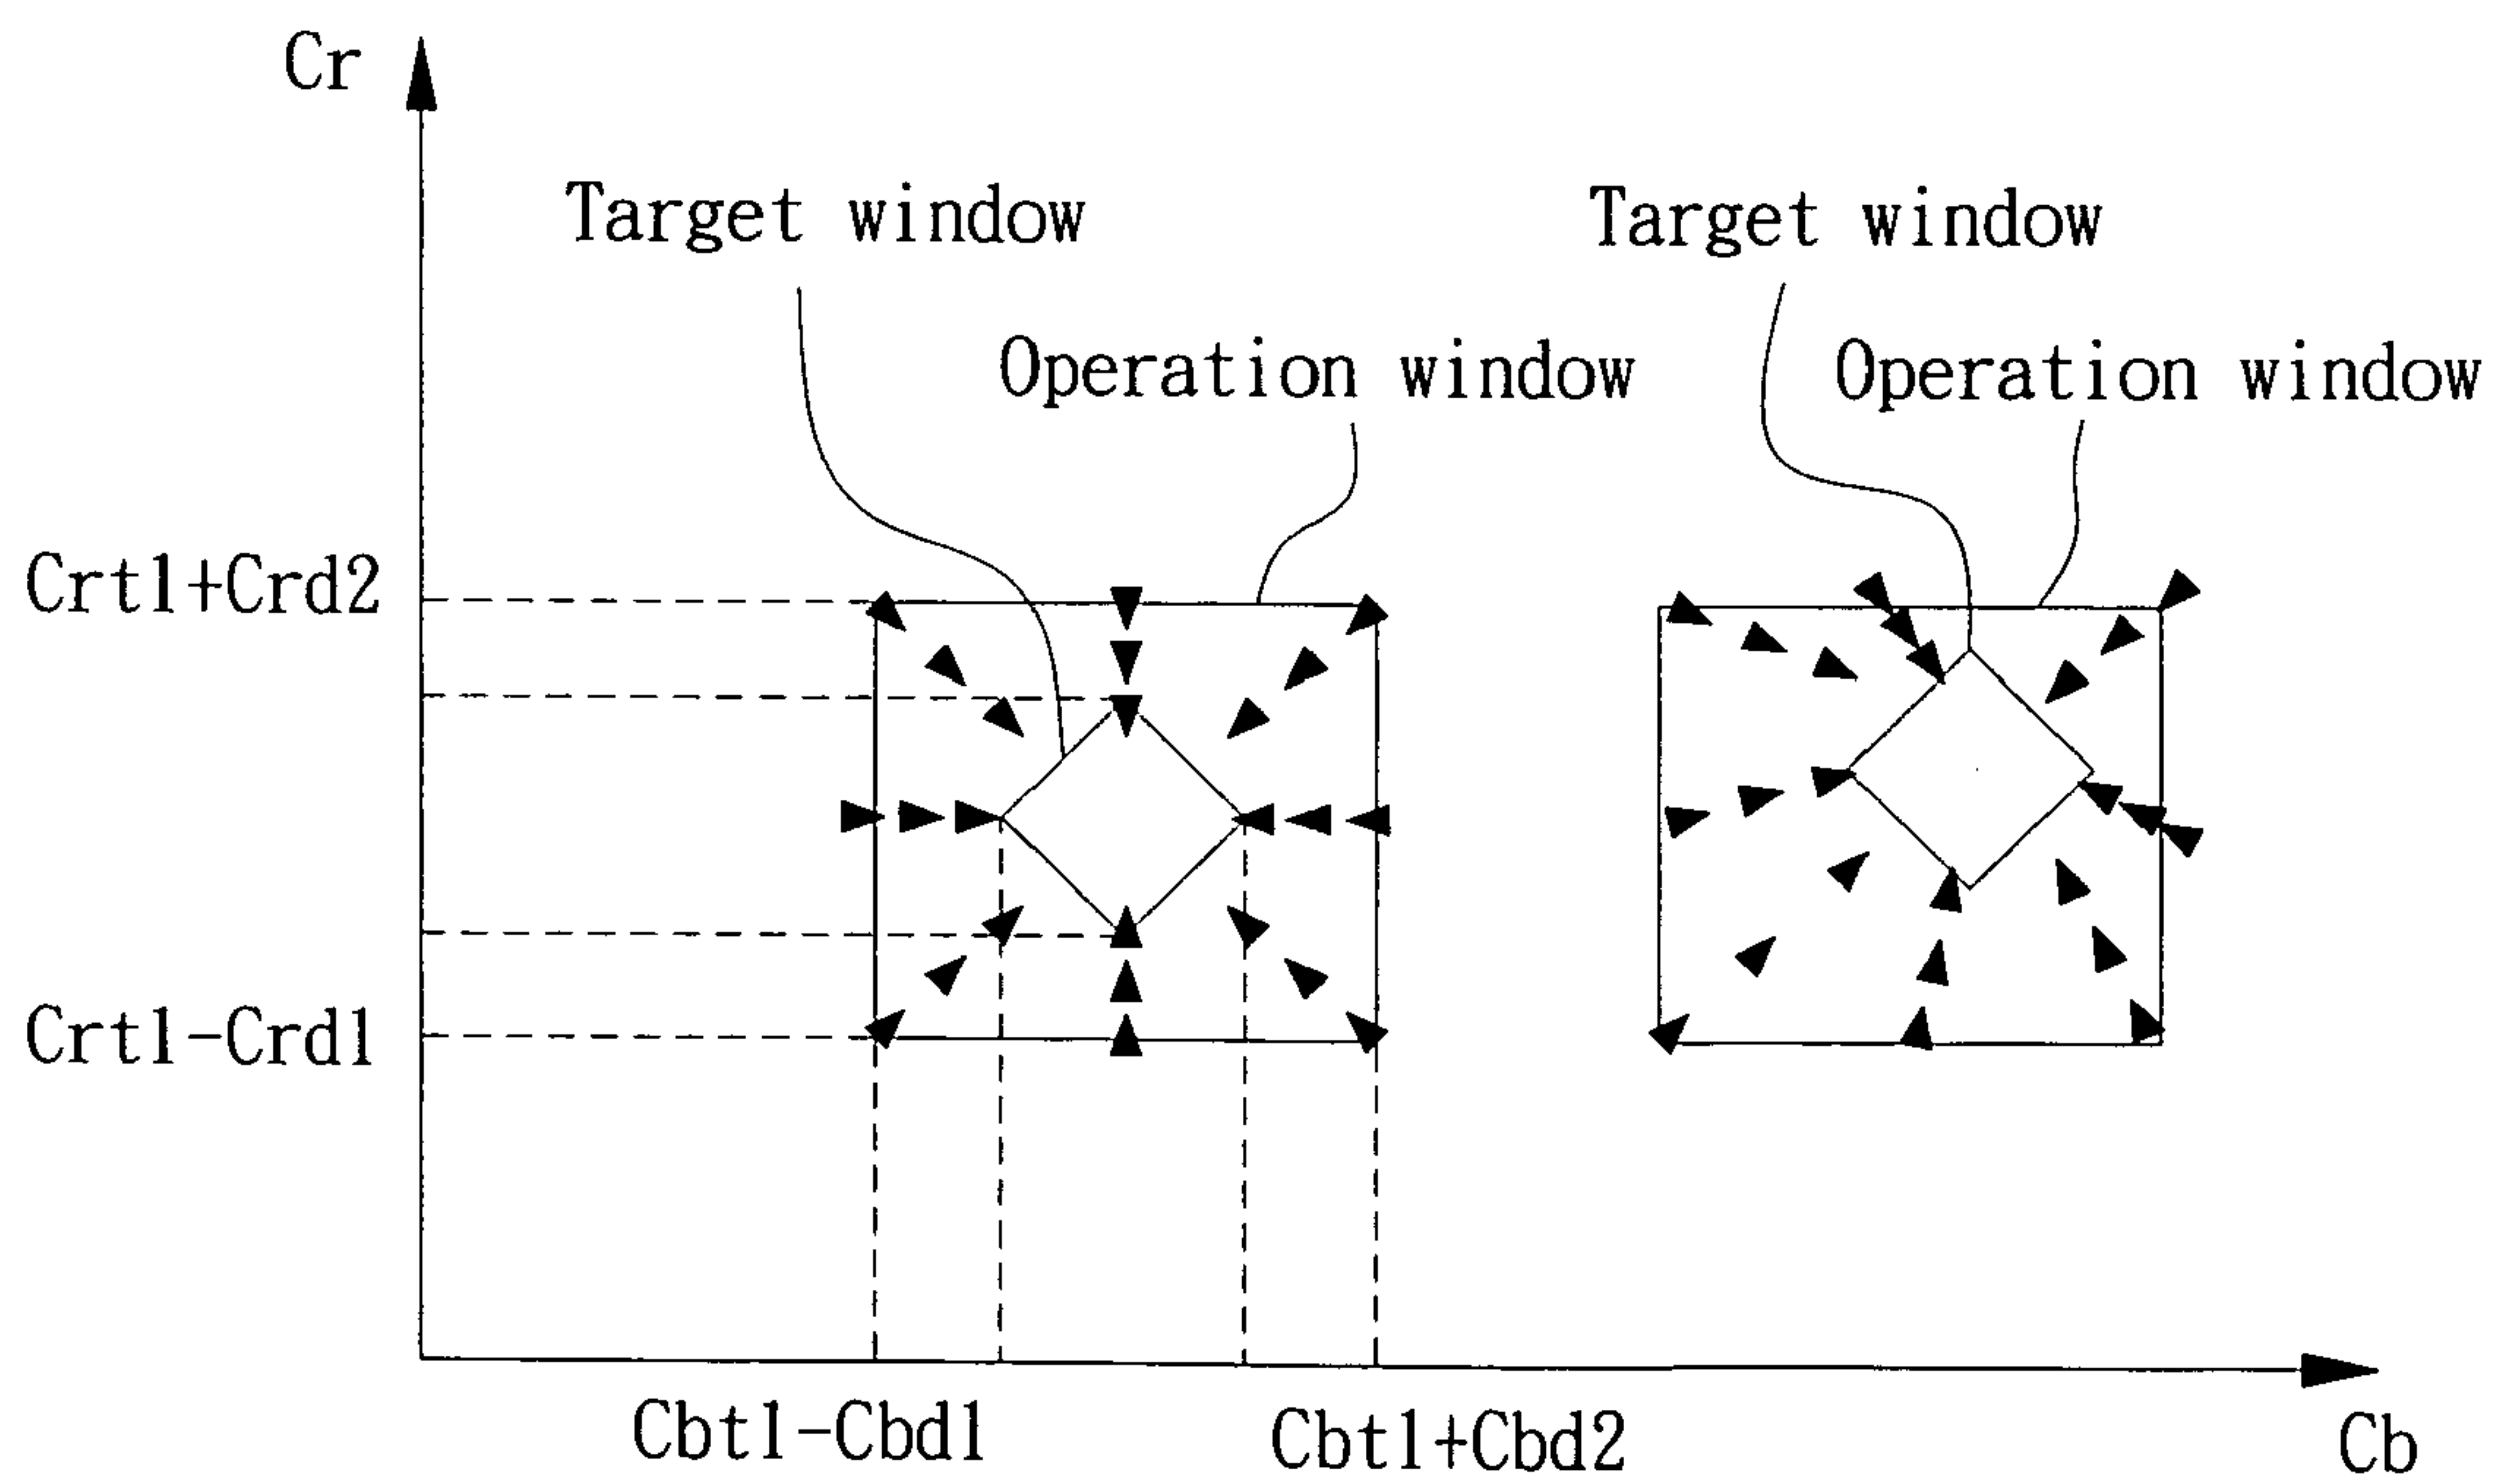 Cr
Target window
Target window
Operation window
Operation window
Crt1+Crd2
Crt1-Crd1
Cbt1-Cbd1
Cbt1+Cbd2
Cb